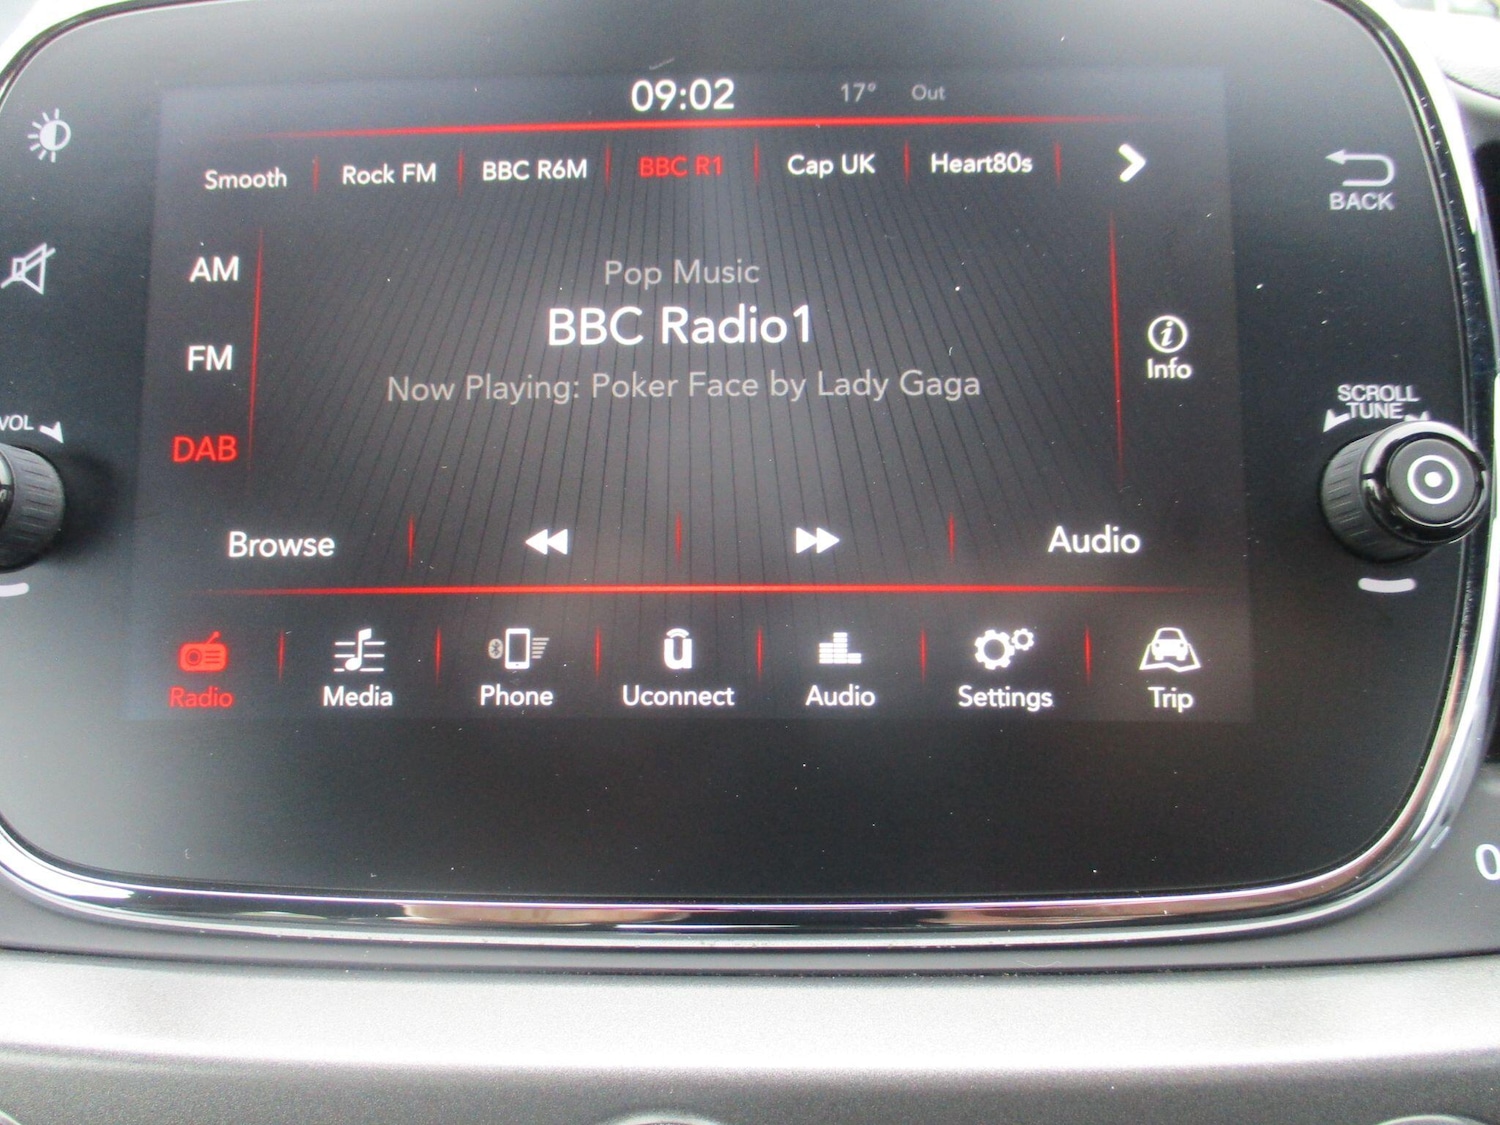 09:02 17° Out
Smooth Rock FM BBC R6M BBC R1 Cap UK Heart80s
BACK
AM
Pop Music
BBC Radio1
FM
Info
Now Playing: Poker Face by Lady Gaga
SCROLL
TUNE
VOL
DAB
Browse Audio
Radio Media Phone Uconnect Audio Settings Trip
0